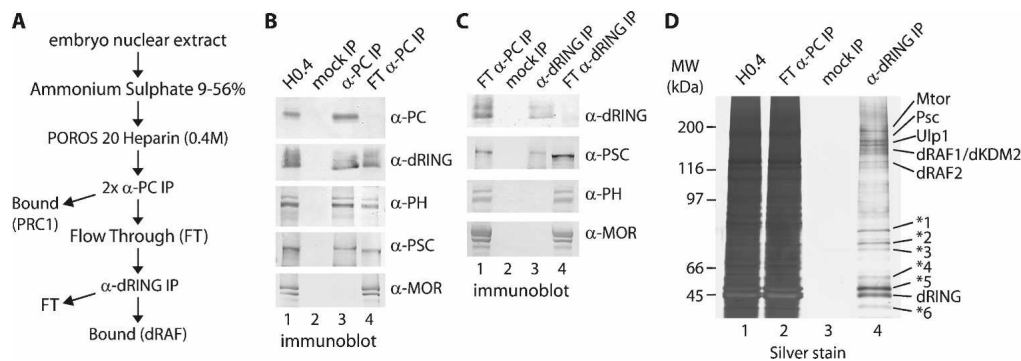 A
embryo nuclear extract
Ammonium Sulphate 9-56%
POROS 20 Heparin (0.4M)
2x α-PC IP
Bound
(PRC1)
Flow Through (FT)
α-dRING IP
FT
Bound (dRAF)
B
H0.4
mock IP
α-PC IP
FT α-PC IP
α-PC
α-dRING
α-PH
α-PSC
α-MOR
1 2 3 4
immunoblot
C
FT α-PC IP
mock IP
α-dRING IP
FT α-dRING IP
α-dRING
α-PSC
α-PH
α-MOR
1 2 3 4
immunoblot
D
MW
(kDa)
H0.4
FT α-PC IP
mock IP
α-dRING IP
200
116
97
66
45
Mtor
Psc
Ulp1
dRAF1/dKDM2
dRAF2
*1
*2
*3
*4
*5
dRING
*6
1 2 3 4
Silver stain